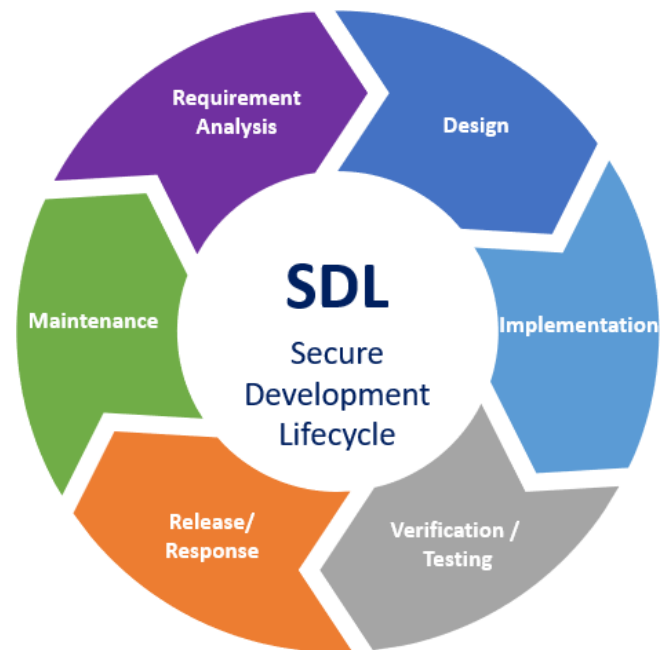 Requirement
Analysis
Design
Implementation
Verification /
Testing
Release/
Response
Maintenance
SDL
Secure
Development
Lifecycle